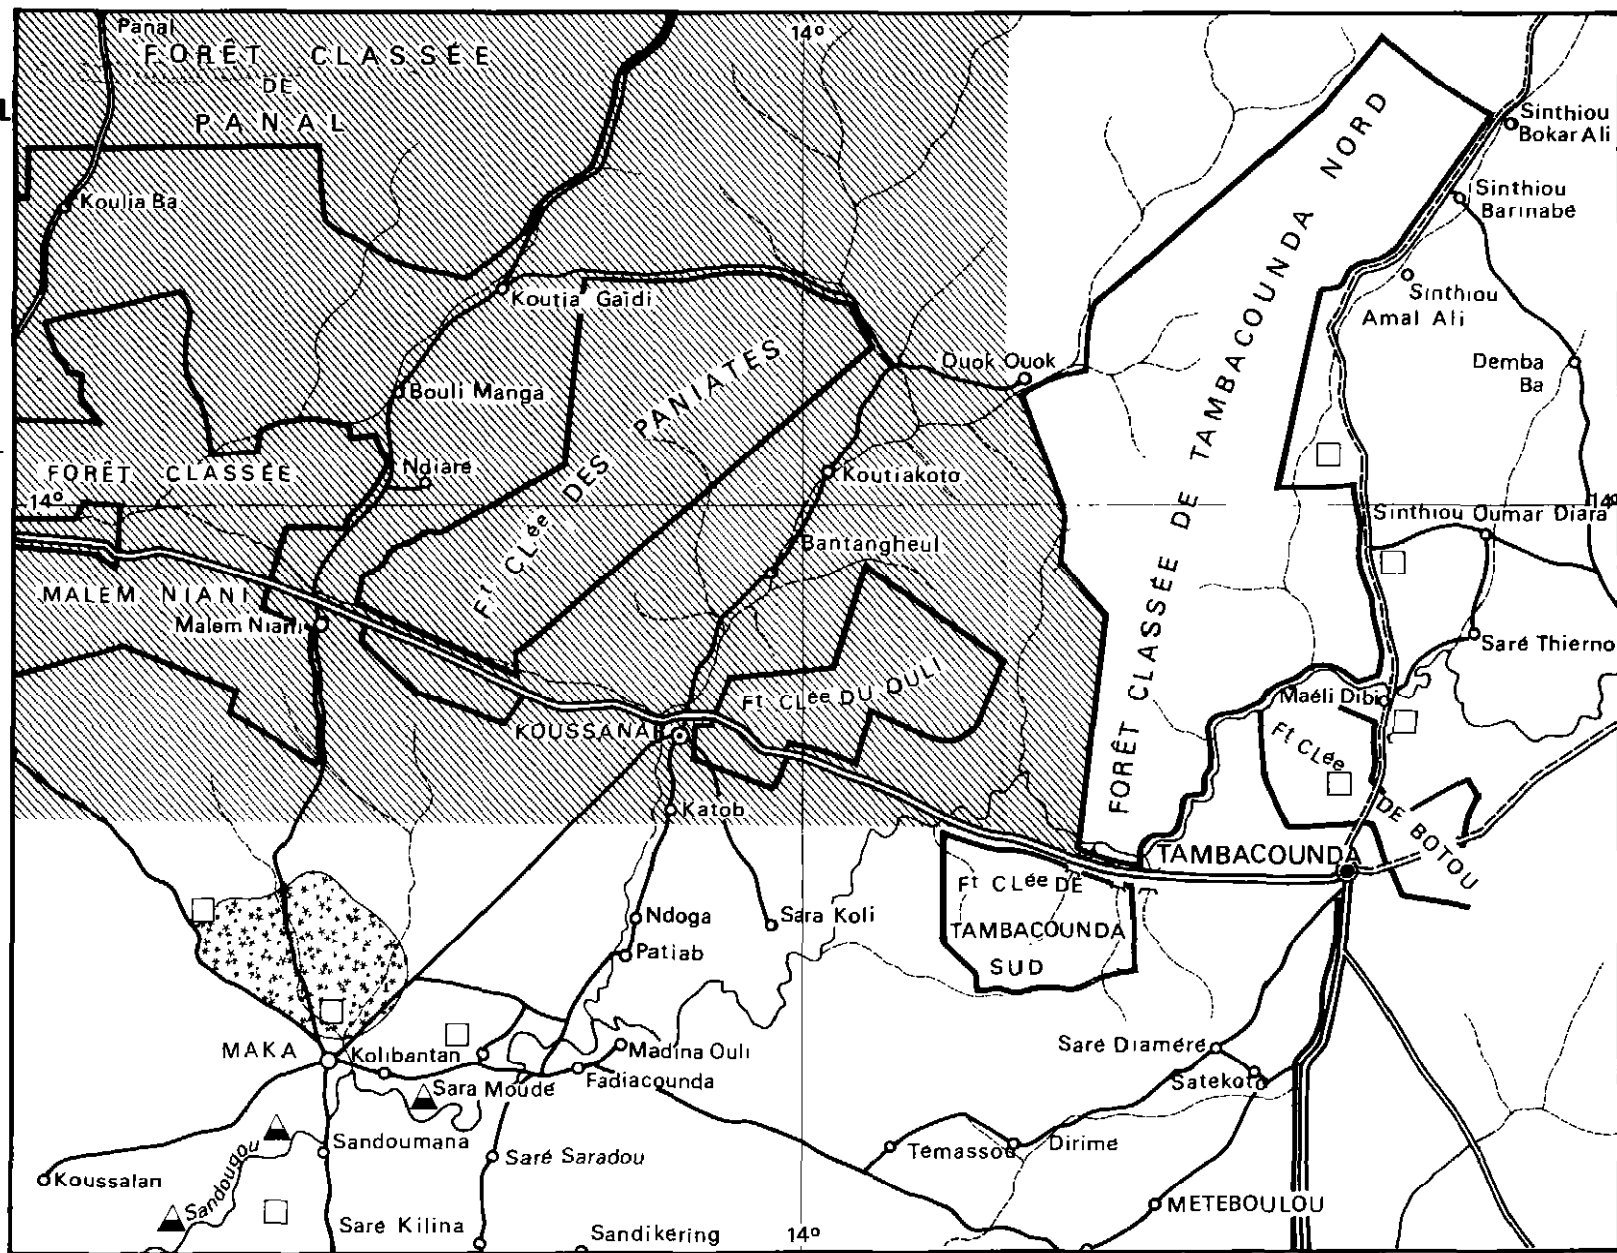 Panal
FORÊT CLASSÉE
DE
PANAL
14°
L
Sinthiou
Bokar Ali
Sinthiou
Barinabé
Koulia Ba
Koutia Gaïdi
Sinthiou
Amal Ali
FORÊT CLASSÉE DE TAMBACOUNDA NORD
Ouok Ouok
Demba
Ba
Bouli Manga
Ft CLée DES PANIATES
FORÊT CLASSÉE
Ndiare
Koutiakoto
14°
14°
Sinthiou Oumar Diara
Bantangheul
MALEM NIANI
Malem Niani
Saré Thierno
Ft CLée DU OULI
Maéli Dibi
KOUSSANAR
Ft CLée
DE BOTOU
Katob
TAMBACOUNDA
Ft CLée DE
TAMBACOUNDA
SUD
Ndoga
Sara Koli
Patiab
MAKA
Kolibantan
Madina Ouli
Saré Diaméré
Sara Moude
Fadiacounda
Satekoto
Sandoumana
Temassou
Dirime
Saré Saradou
Koussalan
Sandougou
METEBOULOU
Saré Kilina
Sandikéring
14°